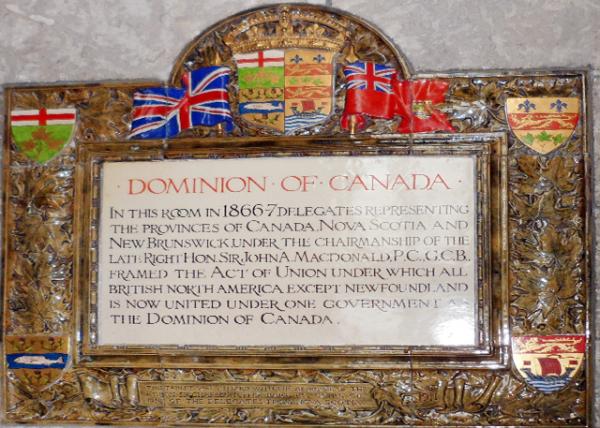 DOMINION · OF · CANADA
IN THIS ROOM IN 1866-7 DELEGATES REPRESENTING
THE PROVINCES OF CANADA, NOVA SCOTIA AND
NEW BRUNSWICK, UNDER THE CHAIRMANSHIP OF THE
LATE RIGHT HON. SIR JOHN A. MACDONALD, P.C., G.C.B.
FRAMED THE ACT OF UNION UNDER WHICH ALL
BRITISH NORTH AMERICA EXCEPT NEWFOUNDLAND
IS NOW UNITED UNDER ONE GOVERNMENT AS
THE DOMINION OF CANADA.